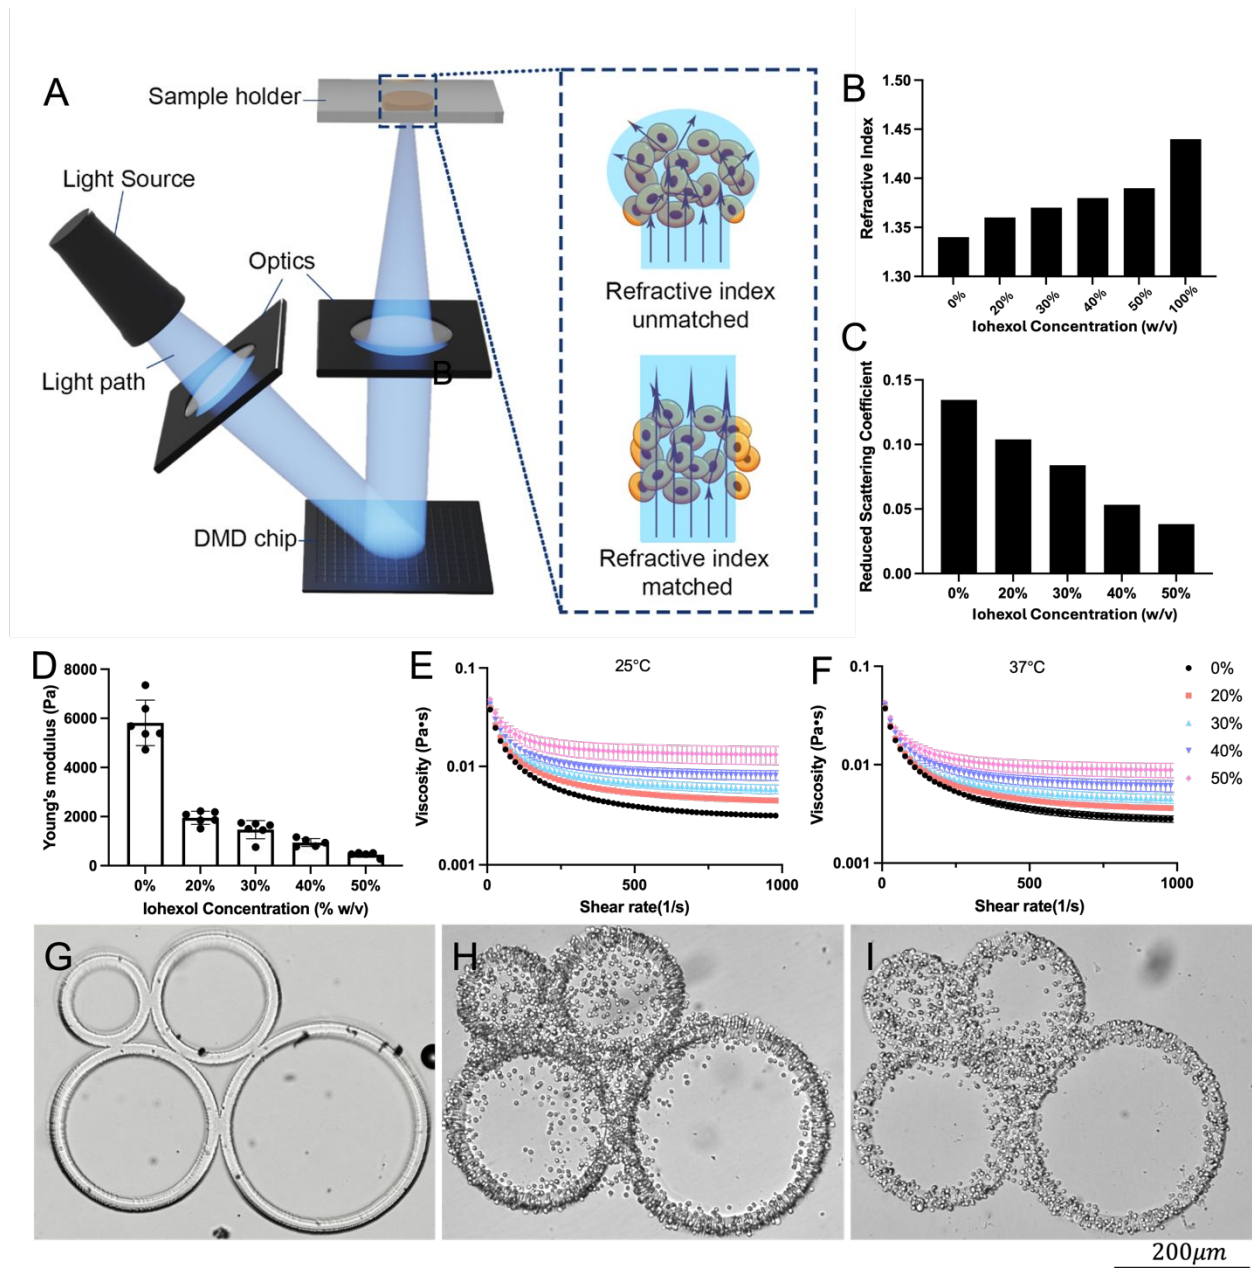 A
Sample holder
Light Source
Optics
Light path
B
DMD chip
Refractive index
unmatched
Refractive index
matched
B
Refractive Index
1.50
1.45
1.40
1.35
1.30
0%
20%
30%
40%
50%
100%
Iohexol Concentration (w/v)
C
Reduced Scattering Coefficient
0.15
0.10
0.05
0.00
0%
20%
30%
40%
50%
Iohexol Concentration (w/v)
D
Young's modulus (Pa)
8000
6000
4000
2000
0
0%
20%
30%
40%
50%
Iohexol Concentration (% w/v)
E
25°C
Viscosity (Pa•s)
0.1
0.01
0.001
0
500
1000
Shear rate(1/s)
F
37°C
Viscosity (Pa•s)
0.1
0.01
0.001
0
500
1000
Shear rate(1/s)
0%
20%
30%
40%
50%
G
H
I
200μm